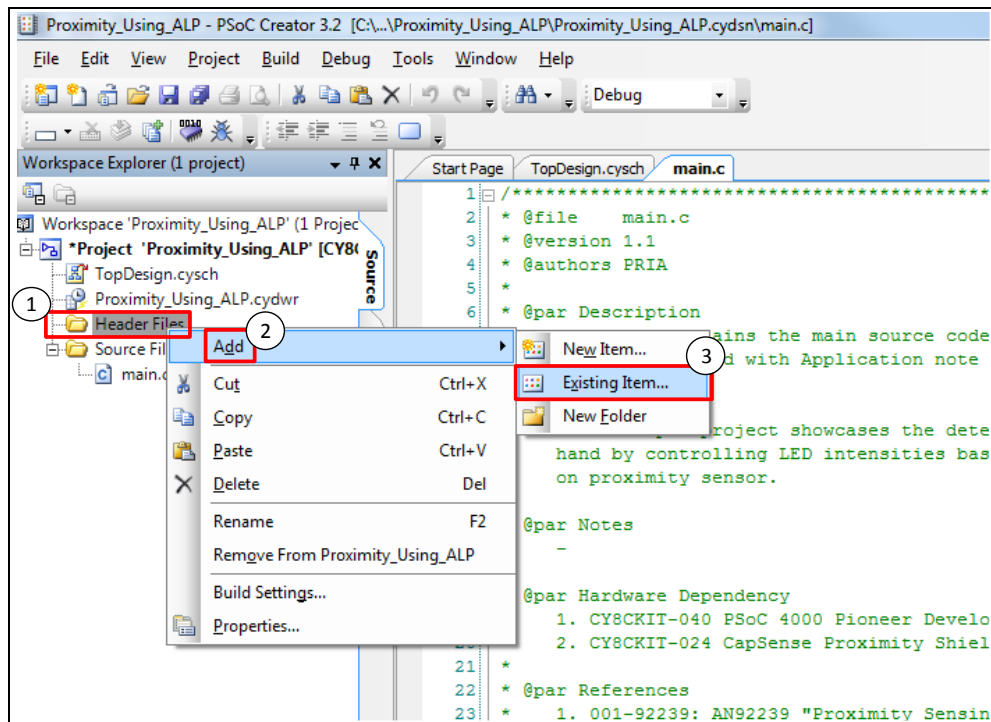 Proximity_Using_ALP - PSoC Creator 3.2 [C:\...\Proximity_Using_ALP\Proximity_Using_ALP.cydsn\main.c]
File Edit View Project Build Debug Tools Window Help
Debug
Workspace Explorer (1 project)
Start Page TopDesign.cysch main.c
Workspace 'Proximity_Using_ALP' (1 Projec
*Project 'Proximity_Using_ALP' [CY8C
TopDesign.cysch
Proximity_Using_ALP.cydwr
1
Header Files
Source Fil
main.c
Source
2
Add
Cut Ctrl+X
Copy Ctrl+C
Paste Ctrl+V
Delete Del
Rename F2
Remove From Proximity_Using_ALP
Build Settings...
Properties...
New Item...
3
Existing Item...
New Folder
1 /*******************************************
2 * @file main.c
3 * @version 1.1
4 * @authors PRIA
5 *
6 * @par Description
ains the main source code
d with Application note
project showcases the dete
hand by controlling LED intensities bas
on proximity sensor.
@par Notes
-
@par Hardware Dependency
1. CY8CKIT-040 PSoC 4000 Pioneer Develo
2. CY8CKIT-024 CapSense Proximity Shiel
21 *
22 * @par References
23 * 1. 001-92239: AN92239 "Proximity Sensin